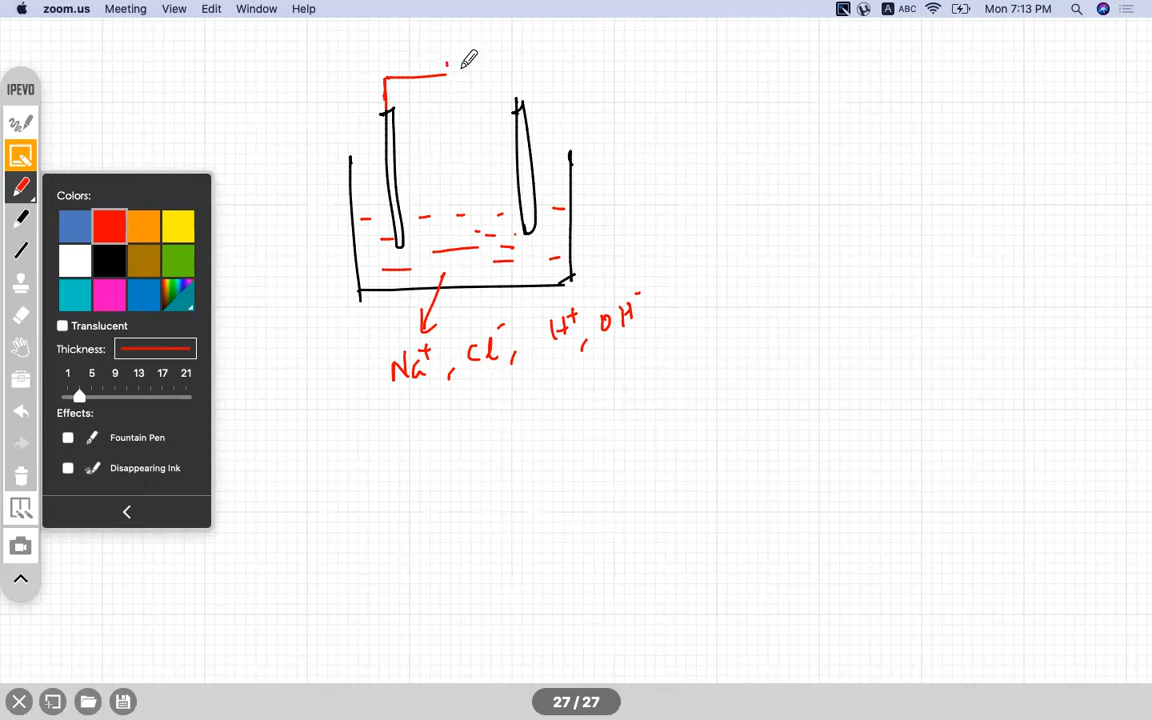 zoom.us Meeting View Edit Window Help
A ABC Mon 7:13 PM
IPEVO
Colors:
Translucent
Thickness:
1 5 9 13 17 21
Effects:
Fountain Pen
Disappearing Ink
Na⁺, Cl⁻, H⁺, OH⁻
27 / 27